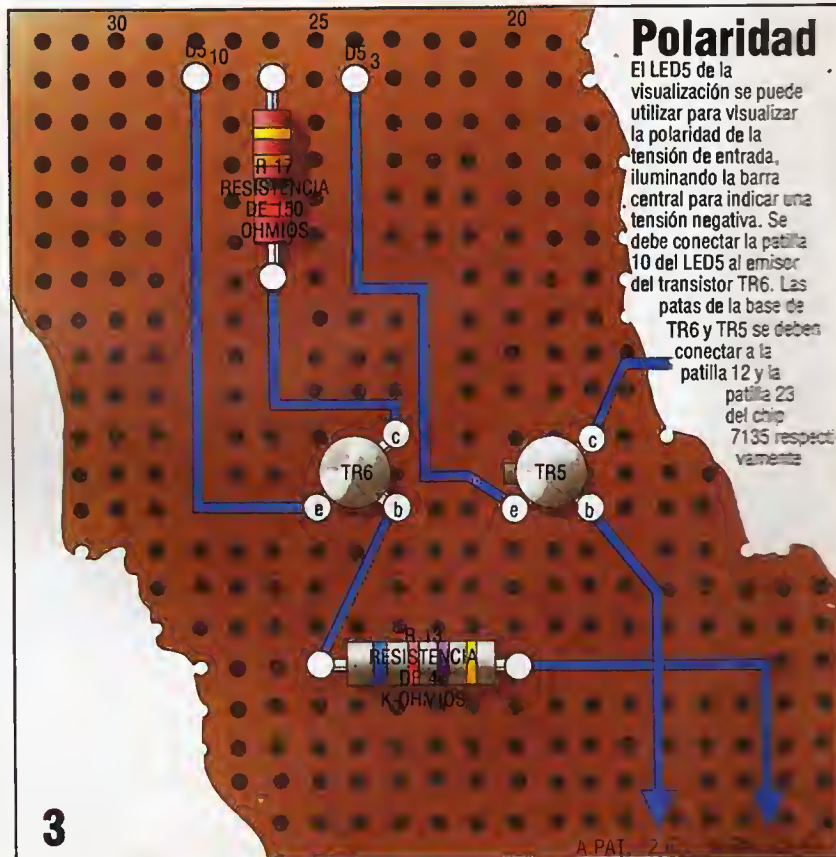 30 25 20
D5 10
D5 3
Polaridad
El LED5 de la
visualización se puede
utilizar para visualizar
la polaridad de la
tensión de entrada,
iluminando la barra
central para indicar una
tensión negativa. Se
debe conectar la patilla
10 del LED5 al emisor
del transistor TR6. Las
patas de la base de
TR6 y TR5 se deben
conectar a la
patilla 12 y la
patilla 23
del chip
7135 respecti
vamente
R 17
RESISTENCIA
DE 150
OHMIOS
c
TR6
e
b
c
TR5
e
b
R 13
RESISTENCIA
DE
K-OHMIOS
3
A PAT.